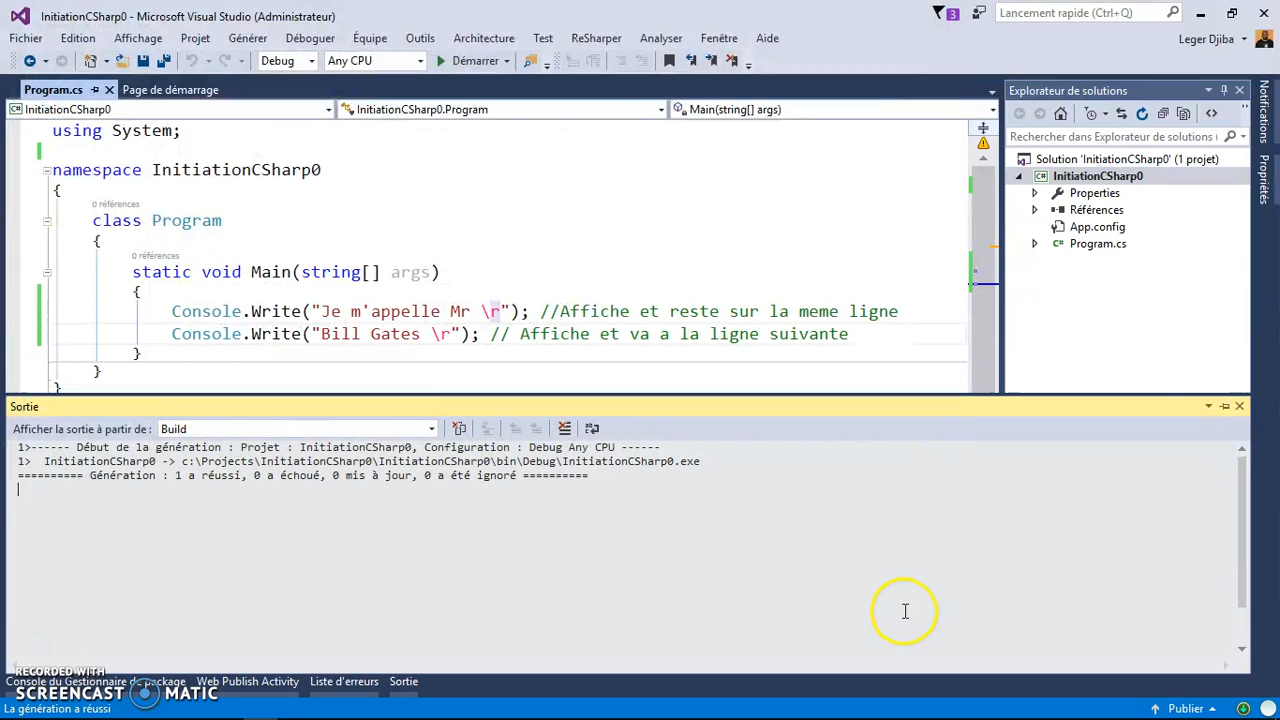 InitiationCSharp0 - Microsoft Visual Studio (Administrateur)
3
Lancement rapide (Ctrl+Q)
Fichier Edition Affichage Projet Générer Déboguer Équipe Outils Architecture Test ReSharper Analyser Fenêtre Aide
Leger Djiba
Debug Any CPU Démarrer
Program.cs Page de démarrage
InitiationCSharp0 InitiationCSharp0.Program Main(string[] args)
using System;
namespace InitiationCSharp0
{
0 références
class Program
{
0 références
static void Main(string[] args)
{
Console.Write("Je m'appelle Mr \r"); //Affiche et reste sur la meme ligne
Console.Write("Bill Gates \r"); // Affiche et va a la ligne suivante
}
}
}
Explorateur de solutions
Rechercher dans Explorateur de solutions (
Solution 'InitiationCSharp0' (1 projet)
C# InitiationCSharp0
Properties
Références
App.config
C# Program.cs
Notifications
Propriétés
Sortie
Afficher la sortie à partir de : Build
1>------ Début de la génération : Projet : InitiationCSharp0, Configuration : Debug Any CPU ------
1>  InitiationCSharp0 -> c:\Projects\InitiationCSharp0\InitiationCSharp0\bin\Debug\InitiationCSharp0.exe
========== Génération : 1 a réussi, 0 a échoué, 0 mis à jour, 0 a été ignoré ==========
RECORDED WITH
SCREENCAST MATIC
Console du Gestionnaire de package Web Publish Activity Liste d'erreurs Sortie
La génération a réussi
Publier